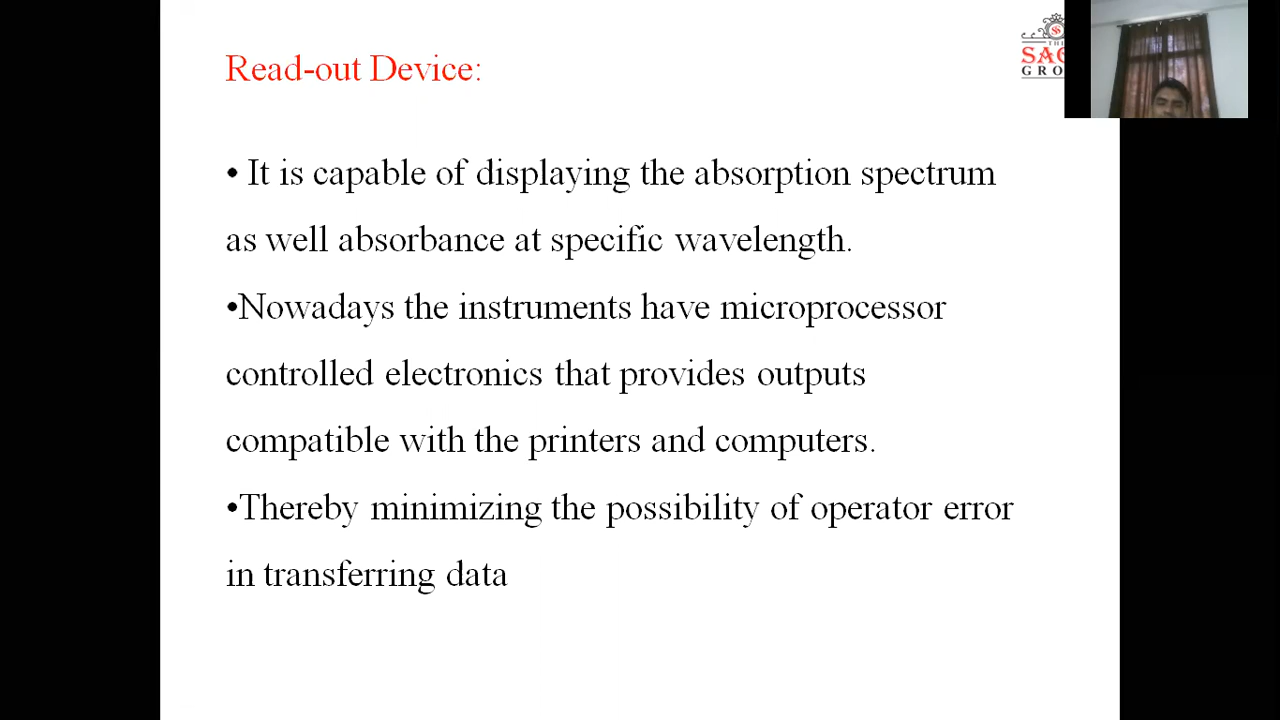 Read-out Device:
• It is capable of displaying the absorption spectrum
as well absorbance at specific wavelength.
•Nowadays the instruments have microprocessor
controlled electronics that provides outputs
compatible with the printers and computers.
•Thereby minimizing the possibility of operator error
in transferring data